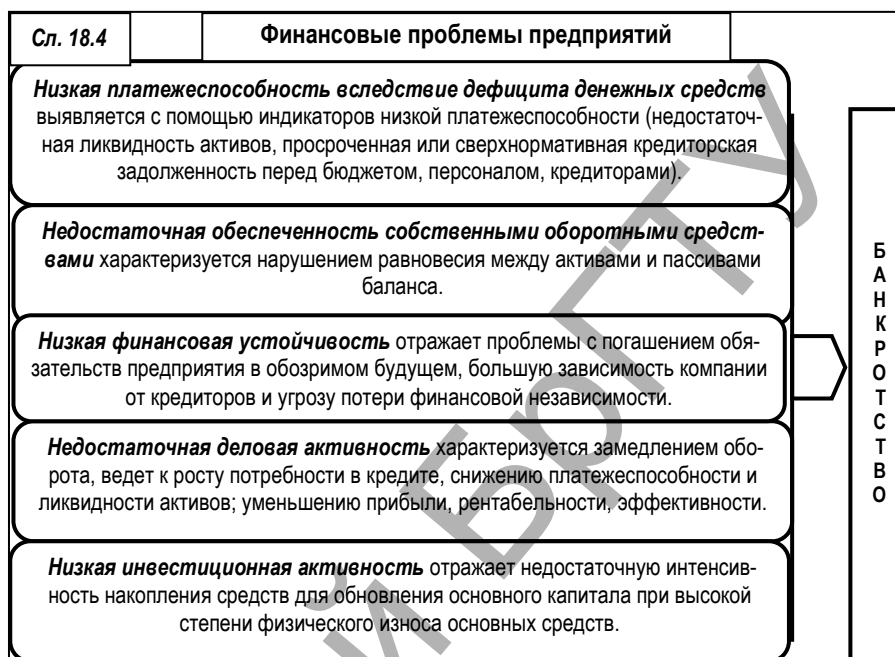 Сл. 18.4
Финансовые проблемы предприятий
Низкая платежеспособность вследствие дефицита денежных средств
выявляется с помощью индикаторов низкой платежеспособности (недостаточ-
ная ликвидность активов, просроченная или сверхнормативная кредиторская
задолженность перед бюджетом, персоналом, кредиторами).
Недостаточная обеспеченность собственными оборотными средст-
вами характеризуется нарушением равновесия между активами и пассивами
баланса.
Низкая финансовая устойчивость отражает проблемы с погашением обя-
зательств предприятия в обозримом будущем, большую зависимость компании
от кредиторов и угрозу потери финансовой независимости.
Недостаточная деловая активность характеризуется замедлением обо-
рота, ведет к росту потребности в кредите, снижению платежеспособности и
ликвидности активов; уменьшению прибыли, рентабельности, эффективности.
Низкая инвестиционная активность отражает недостаточную интенсив-
ность накопления средств для обновления основного капитала при высокой
степени физического износа основных средств.
БАНКРОТСТВО
й БрГТУ